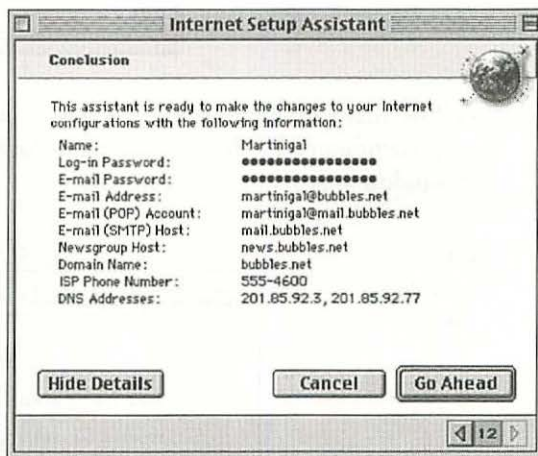 Internet Setup Assistant
Conclusion
This assistant is ready to make the changes to your Internet
configurations with the following information:
Name: Martinigal
Log-in Password: ●●●●●●●●●●●●●●●●
E-mail Password: ●●●●●●●●●●●●●●●●
E-mail Address: martinigal@bubbles.net
E-mail (POP) Account: martinigal@mail.bubbles.net
E-mail (SMTP) Host: mail.bubbles.net
Newsgroup Host: news.bubbles.net
Domain Name: bubbles.net
ISP Phone Number: 555-4600
DNS Addresses: 201.85.92.3, 201.85.92.77
Hide Details Cancel Go Ahead
12